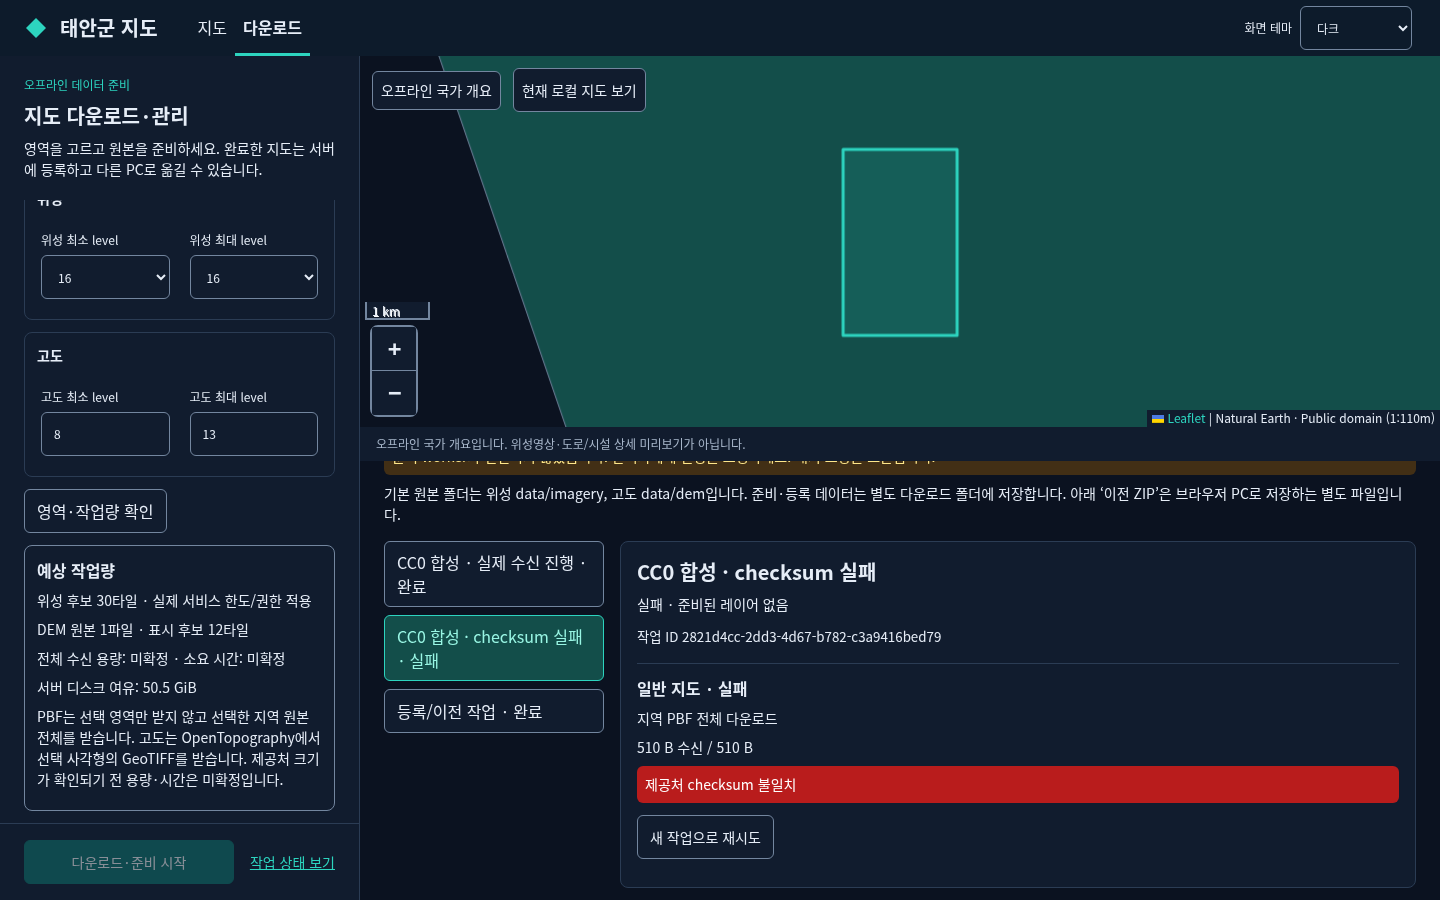 태안군 지도
지도
다운로드
화면 테마
다크
오프라인 데이터 준비
지도 다운로드·관리
영역을 고르고 원본을 준비하세요. 완료한 지도는 서버
에 등록하고 다른 PC로 옮길 수 있습니다.
위성 최소 level
위성 최대 level
16
16
고도
고도 최소 level
고도 최대 level
8
13
영역·작업량 확인
예상 작업량
위성 후보 30타일 · 실제 서비스 한도/권한 적용
DEM 원본 1파일 · 표시 후보 12타일
전체 수신 용량: 미확정 · 소요 시간: 미확정
서버 디스크 여유: 50.5 GiB
PBF는 선택 영역만 받지 않고 선택한 지역 원본
전체를 받습니다. 고도는 OpenTopography에서
선택 사각형의 GeoTIFF를 받습니다. 제공처 크기
가 확인되기 전 용량·시간은 미확정입니다.
다운로드·준비 시작
작업 상태 보기
오프라인 국가 개요
현재 로컬 지도 보기
1 km
+
−
Leaflet | Natural Earth · Public domain (1:110m)
오프라인 국가 개요입니다. 위성영상·도로/시설 상세 미리보기가 아닙니다.
기본 원본 폴더는 위성 data/imagery, 고도 data/dem입니다. 준비·등록 데이터는 별도 다운로드 폴더에 저장합니다. 아래 ‘이전 ZIP’은 브라우저 PC로 저장하는 별도 파일입니
다.
CC0 합성 · 실제 수신 진행 ·
완료
CC0 합성 · checksum 실패
· 실패
등록/이전 작업 · 완료
CC0 합성 · checksum 실패
실패 · 준비된 레이어 없음
작업 ID 2821d4cc-2dd3-4d67-b782-c3a9416bed79
일반 지도 · 실패
지역 PBF 전체 다운로드
510 B 수신 / 510 B
제공처 checksum 불일치
새 작업으로 재시도